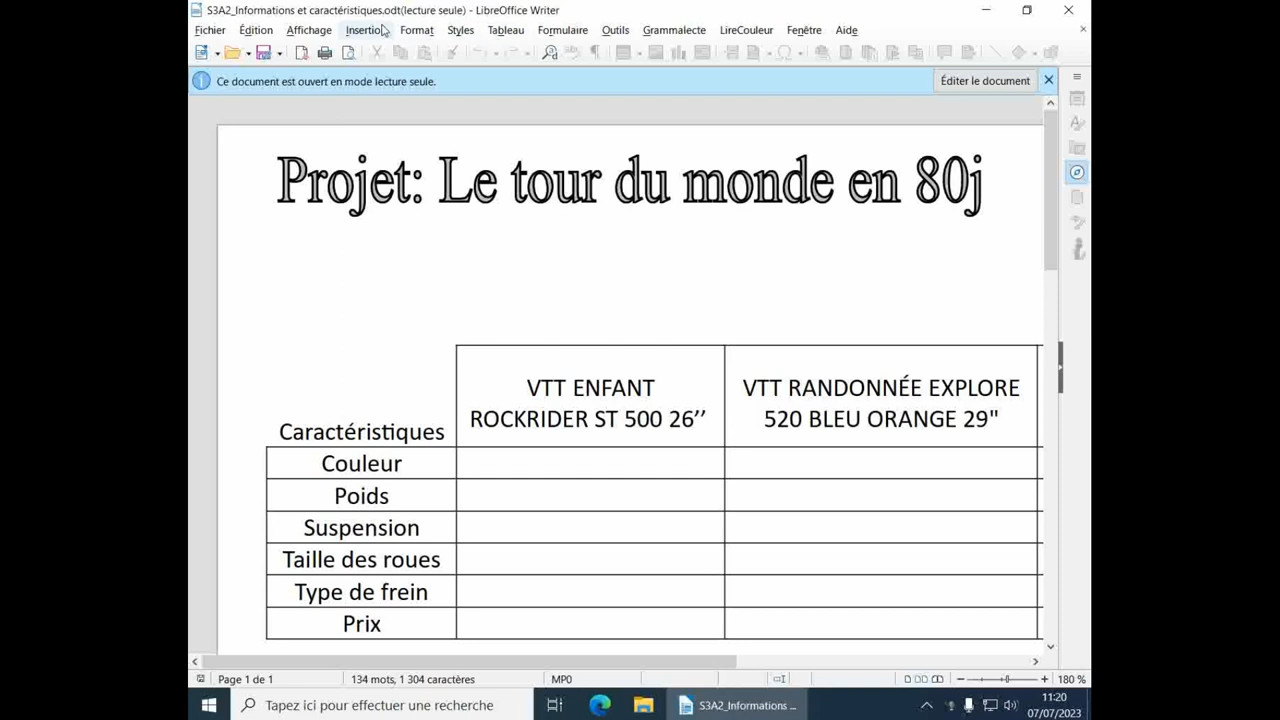 S3A2_Informations et caractéristiques.odt(lecture seule) - LibreOffice Writer
Fichier Édition Affichage Insertion Format Styles Tableau Formulaire Outils Grammalecte LireCouleur Fenêtre Aide
Ce document est ouvert en mode lecture seule. Éditer le document
Projet: Le tour du monde en 80j
VTT ENFANT
ROCKRIDER ST 500 26’’
VTT RANDONNÉE EXPLORE
520 BLEU ORANGE 29"
Caractéristiques
Couleur
Poids
Suspension
Taille des roues
Type de frein
Prix
Page 1 de 1 134 mots, 1 304 caractères MP0 180 %
Tapez ici pour effectuer une recherche S3A2_Informations ... 11:20
07/07/2023